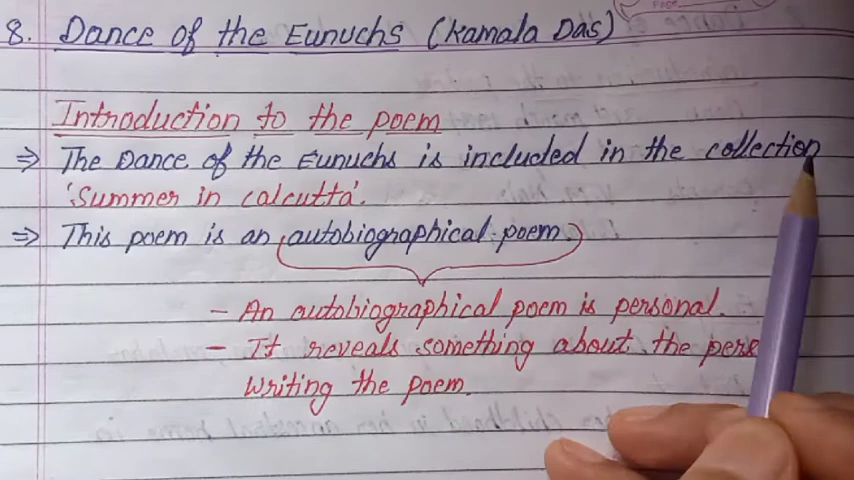 8. Dance of the Eunuchs (Kamala Das)
Introduction to the poem
⇒ The Dance of the Eunuchs is included in the collection
'Summer in calcutta'.
⇒ This poem is an autobiographical poem.
- An autobiographical poem is personal.
- It reveals something about the
writing the poem.